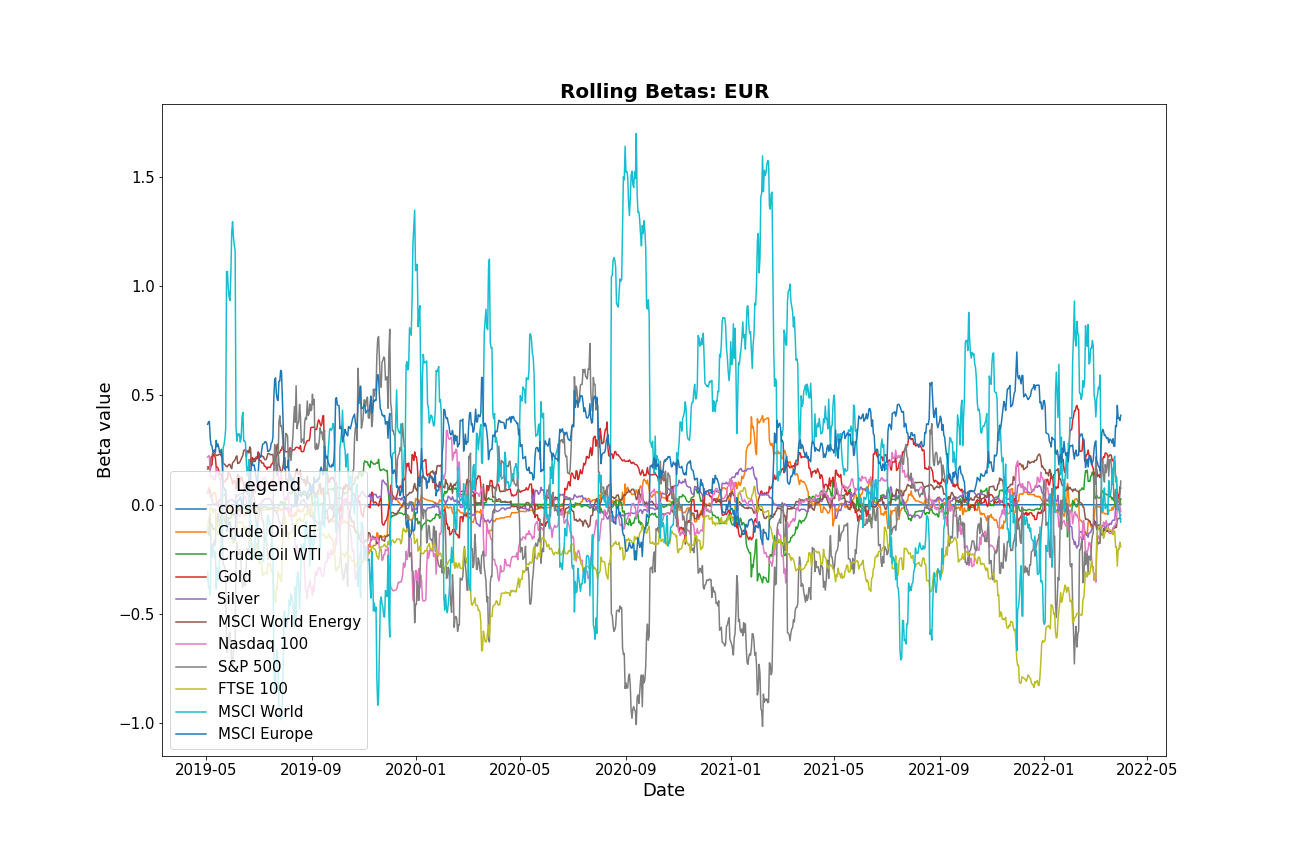 Rolling Betas: EUR
Beta value
1.5
1.0
0.5
0.0
−0.5
−1.0
Legend
const
Crude Oil ICE
Crude Oil WTI
Gold
Silver
MSCI World Energy
Nasdaq 100
S&P 500
FTSE 100
MSCI World
MSCI Europe
2019-05 2019-09 2020-01 2020-05 2020-09 2021-01 2021-05 2021-09 2022-01 2022-05
Date